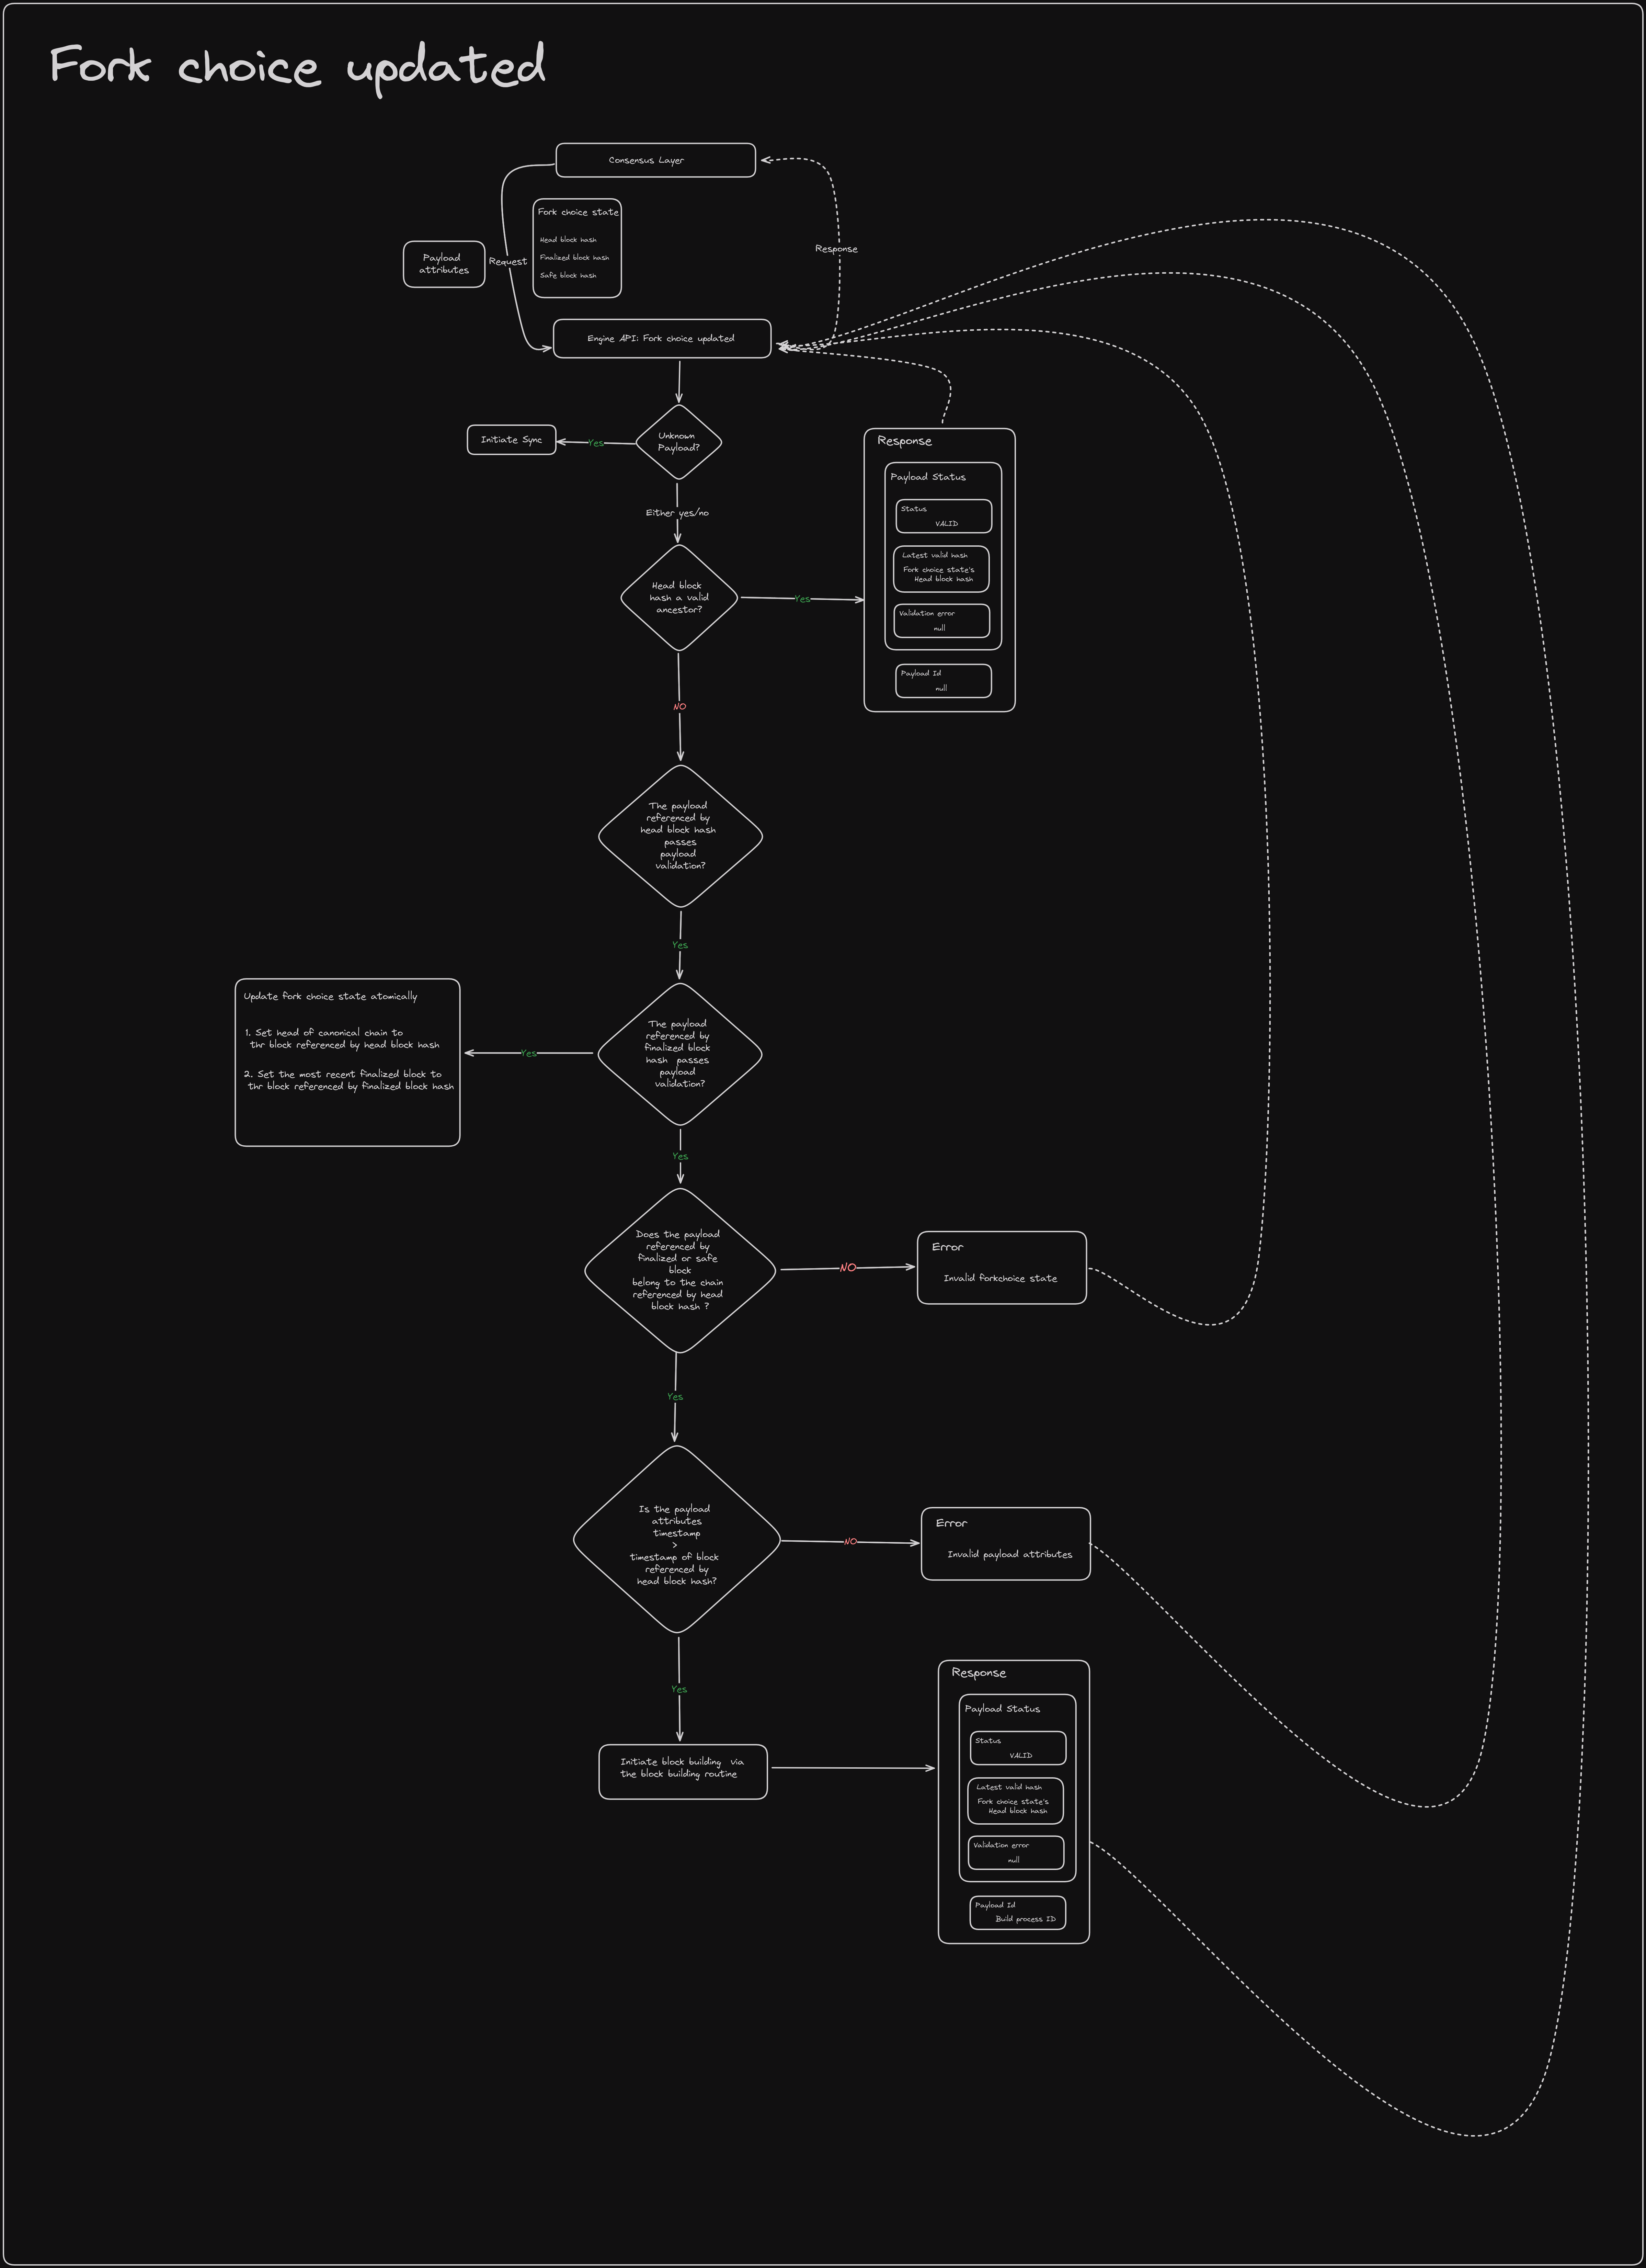 Fork choice updated
Consensus Layer
Fork choice state
Head block hash
Finalized block hash
Safe block hash
Payload
attributes
Request
Response
Engine API: Fork choice updated
Unknown
Payload?
Yes
Initiate Sync
Either yes/no
Head block
hash a valid
ancestor?
Yes
Response
Payload Status
Status
VALID
Latest valid hash
Fork choice state's
Head block hash
Validation error
null
Payload Id
null
NO
The payload
referenced by
head block hash
passes
payload
validation?
Yes
The payload
referenced by
finalized block
hash passes
payload
validation?
Yes
Update fork choice state atomically
1. Set head of canonical chain to
thr block referenced by head block hash
2. Set the most recent finalized block to
thr block referenced by finalized block hash
Yes
Does the payload
referenced by
finalized or safe
block
belong to the chain
referenced by head
block hash ?
NO
Error
Invalid forkchoice state
Yes
Is the payload
attributes
timestamp
>
timestamp of block
referenced by
head block hash?
NO
Error
Invalid payload attributes
Yes
Initiate block building via
the block building routine
Response
Payload Status
Status
VALID
Latest valid hash
Fork choice state's
Head block hash
Validation error
null
Payload Id
Build process ID